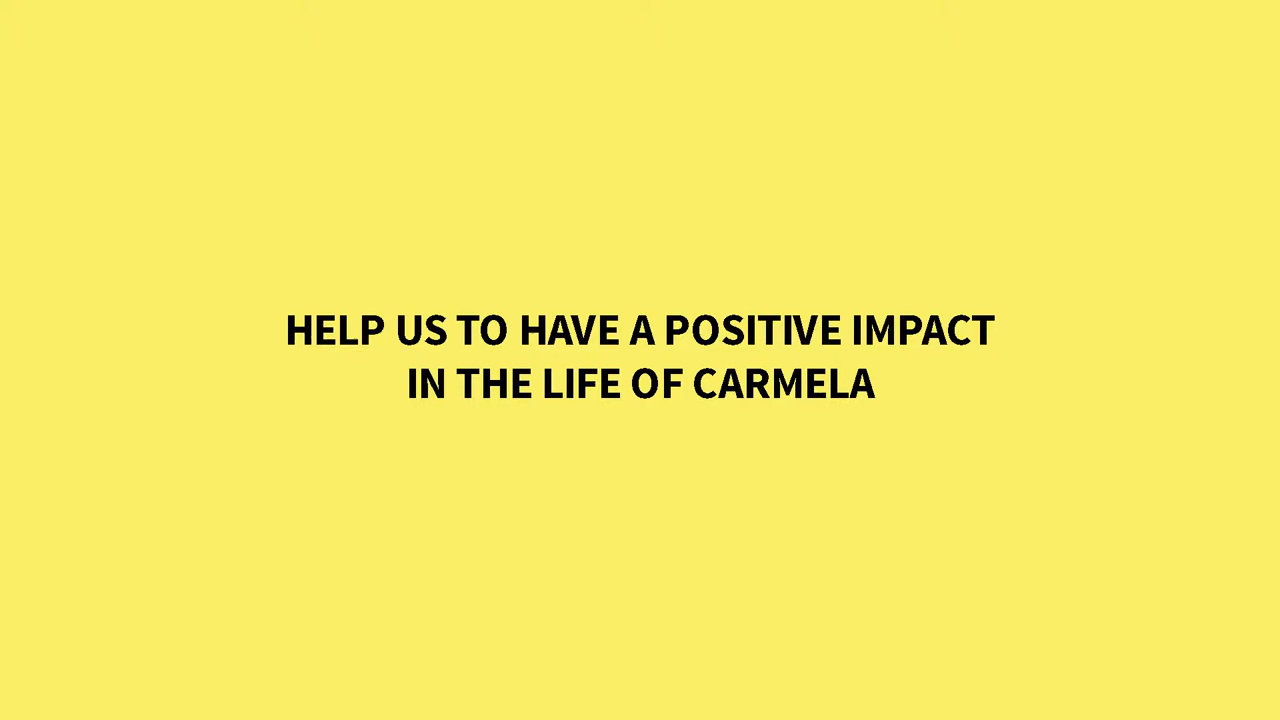 HELP US TO HAVE A POSITIVE IMPACT
IN THE LIFE OF CARMELA